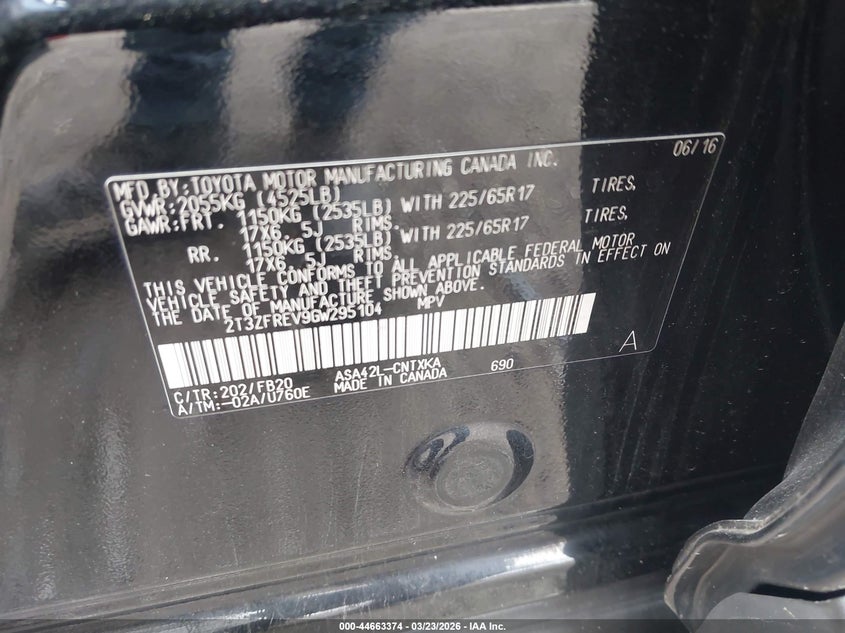 06/16
MFD.BY:TOYOTA MOTOR MANUFACTURING CANADA INC.
GVWR:2055KG (4525LB)
GAWR:FRT. 1150KG (2535LB) WITH 225/65R17 TIRES,
17X6.5J RIMS.
RR. 1150KG (2535LB) WITH 225/65R17 TIRES,
17X6.5J RIMS.
THIS VEHICLE CONFORMS TO ALL APPLICABLE FEDERAL MOTOR
VEHICLE SAFETY AND THEFT PREVENTION STANDARDS IN EFFECT ON
THE DATE OF MANUFACTURE SHOWN ABOVE.
2T3ZFREV9GW295104 MPV
A
C/TR:202/FB20 ASA42L-CNTXKA 690
A/TM:-02A/U760E MADE IN CANADA
000-44663374 - 03/23/2026 - IAA Inc.